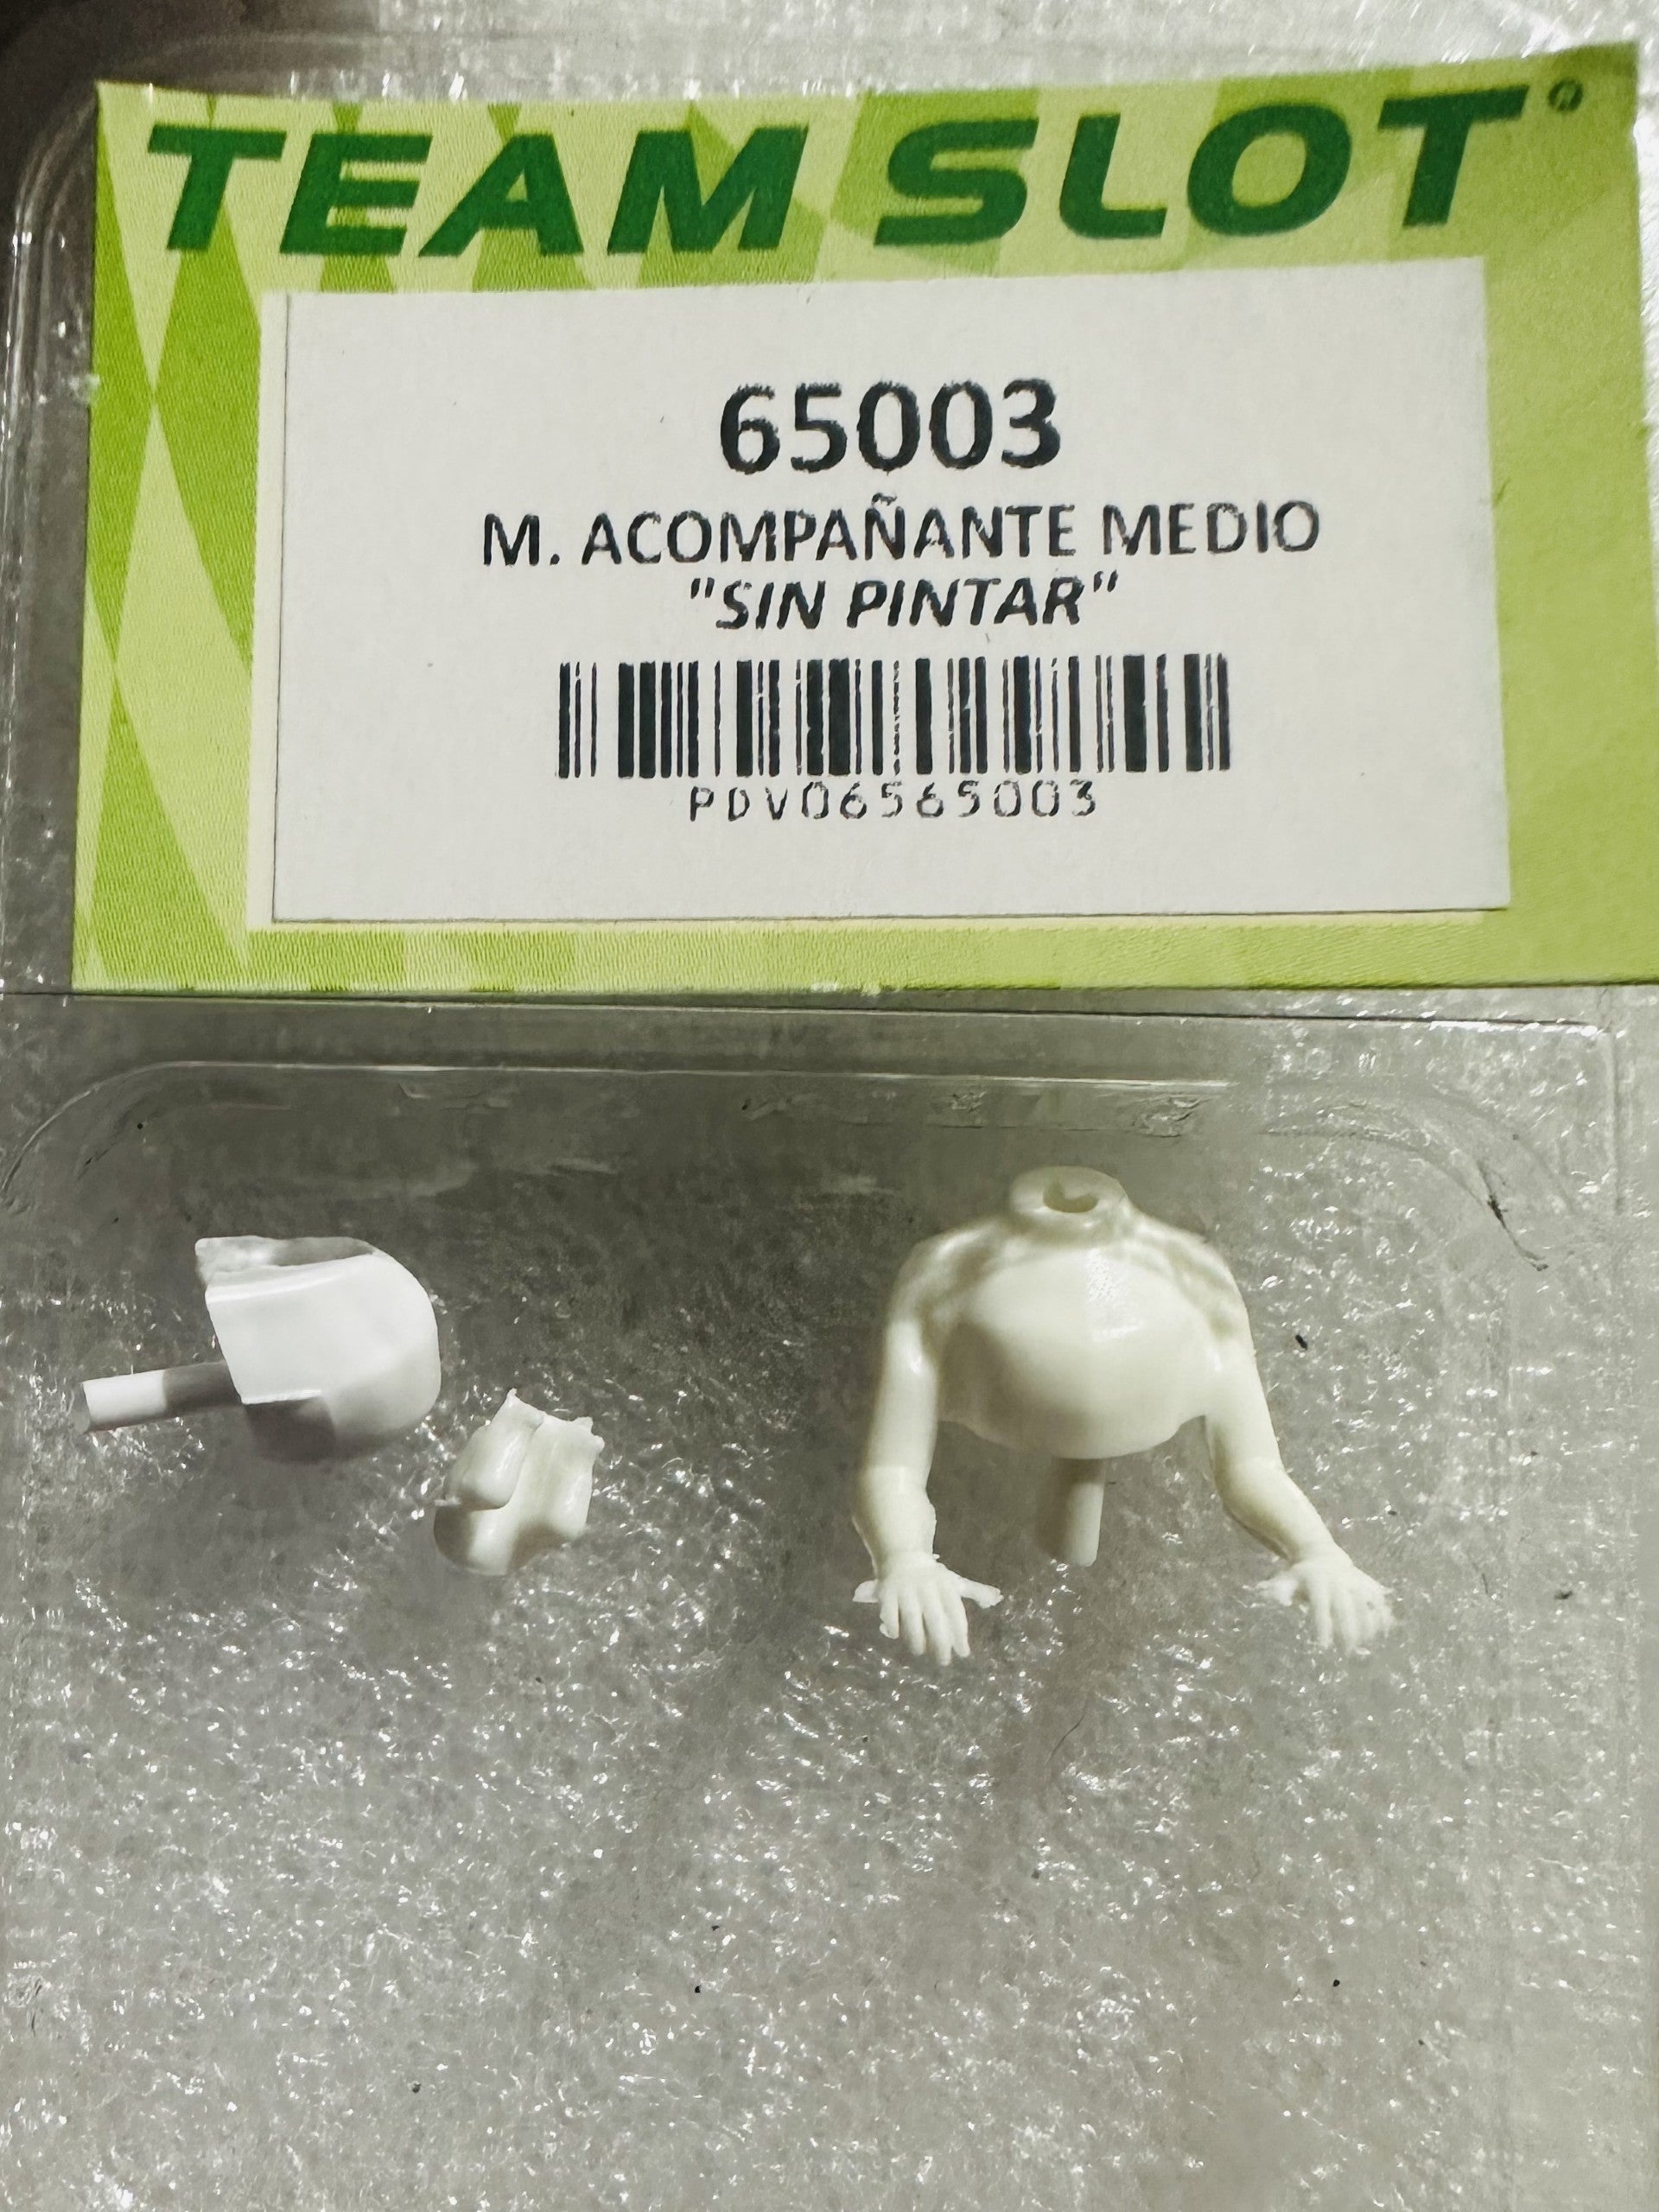 TEAM SLOT®
65003
M. ACOMPAÑANTE MEDIO
"SIN PINTAR"
PDV06565003